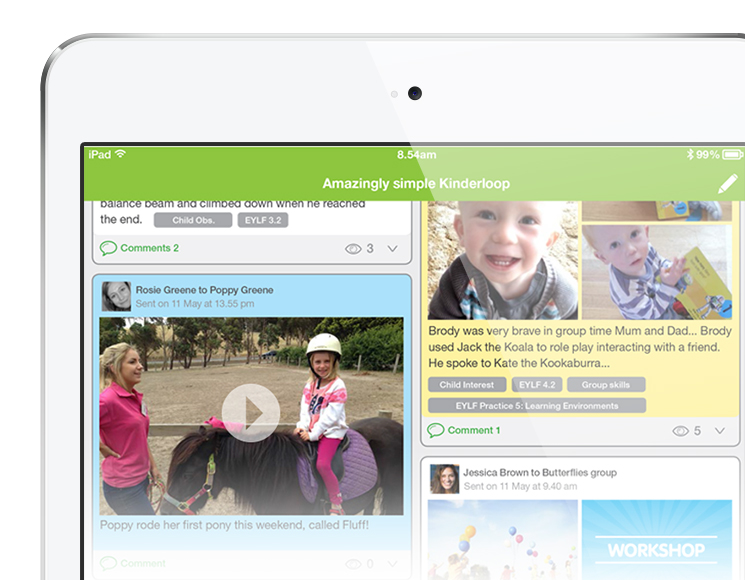 iPad
8.54am
99%
Amazingly simple Kinderloop
balance beam and climbed down when he reached
the end.
Child Obs.
EYLF 3.2
Comments 2
3
Rosie Greene to Poppy Greene
Sent on 11 May at 13.55 pm
Poppy rode her first pony this weekend, called Fluff!
Comment
0
Brody was very brave in group time Mum and Dad... Brody
used Jack the Koala to role play interacting with a friend.
He spoke to Kate the Kookaburra...
Child Interest
EYLF 4.2
Group skills
EYLF Practice 5: Learning Environments
Comment 1
5
Jessica Brown to Butterflies group
Sent on 11 May at 9.40 am
WORKSHOP